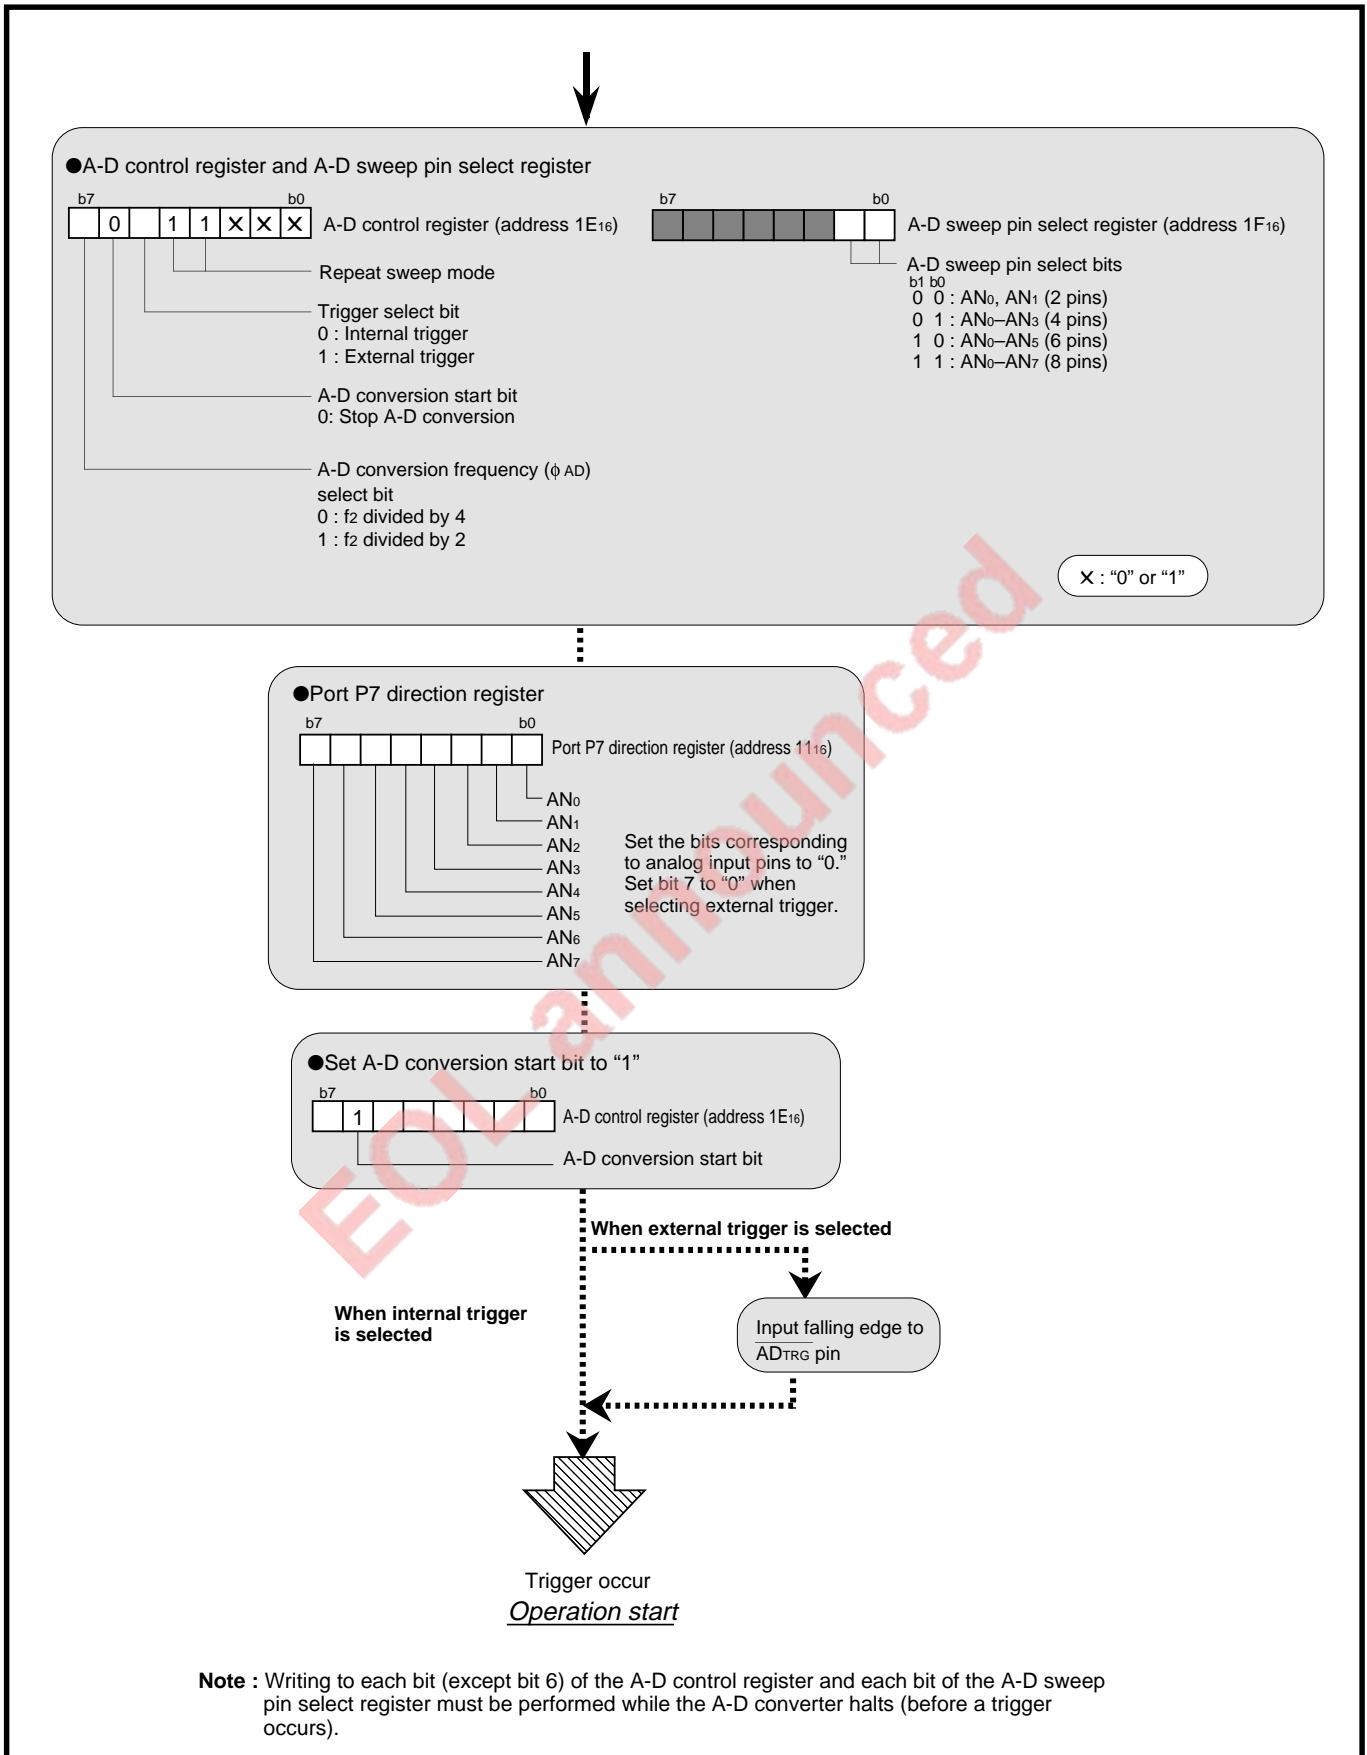 ●A-D control register and A-D sweep pin select register
b7 b0
0 1 1 X X X A-D control register (address 1E16)
Repeat sweep mode
Trigger select bit
0 : Internal trigger
1 : External trigger
A-D conversion start bit
0: Stop A-D conversion
A-D conversion frequency (ϕ AD)
select bit
0 : f2 divided by 4
1 : f2 divided by 2
b7 b0
A-D sweep pin select register (address 1F16)
A-D sweep pin select bits
b1 b0
0 0 : AN0, AN1 (2 pins)
0 1 : AN0–AN3 (4 pins)
1 0 : AN0–AN5 (6 pins)
1 1 : AN0–AN7 (8 pins)
X : “0” or “1”
●Port P7 direction register
b7 b0
Port P7 direction register (address 1116)
AN0
AN1
AN2
AN3
AN4
AN5
AN6
AN7
Set the bits corresponding
to analog input pins to “0.”
Set bit 7 to “0” when
selecting external trigger.
●Set A-D conversion start bit to “1”
b7 b0
1 A-D control register (address 1E16)
A-D conversion start bit
When external trigger is selected
When internal trigger
is selected
Input falling edge to
ADTRG pin
Trigger occur
Operation start
Note : Writing to each bit (except bit 6) of the A-D control register and each bit of the A-D sweep
pin select register must be performed while the A-D converter halts (before a trigger
occurs).
EOL announced